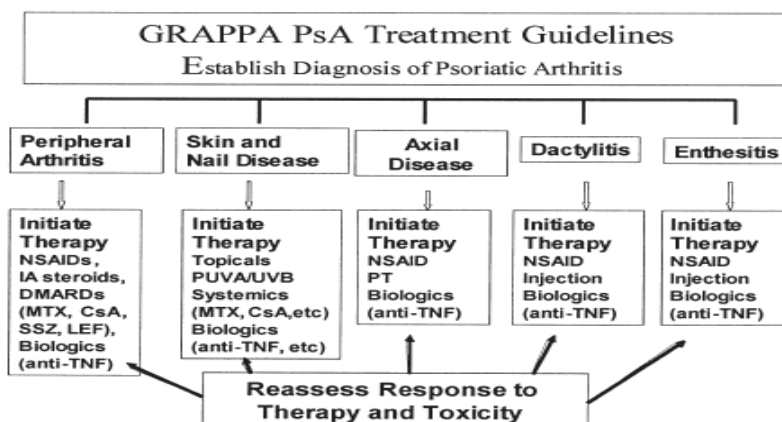 GRAPPA PsA Treatment Guidelines
Establish Diagnosis of Psoriatic Arthritis
Peripheral
Arthritis
Skin and
Nail Disease
Axial
Disease
Dactylitis
Enthesitis
Initiate
Therapy
NSAIDs,
IA steroids,
DMARDs
(MTX, CsA,
SSZ, LEF),
Biologics
(anti-TNF)
Initiate
Therapy
Topicals
PUVA/UVB
Systemics
(MTX, CsA,etc)
Biologics
(anti-TNF, etc)
Initiate
Therapy
NSAID
PT
Biologics
(anti-TNF)
Initiate
Therapy
NSAID
Injection
Biologics
(anti-TNF)
Initiate
Therapy
NSAID
Injection
Biologics
(anti-TNF)
Reassess Response to
Therapy and Toxicity